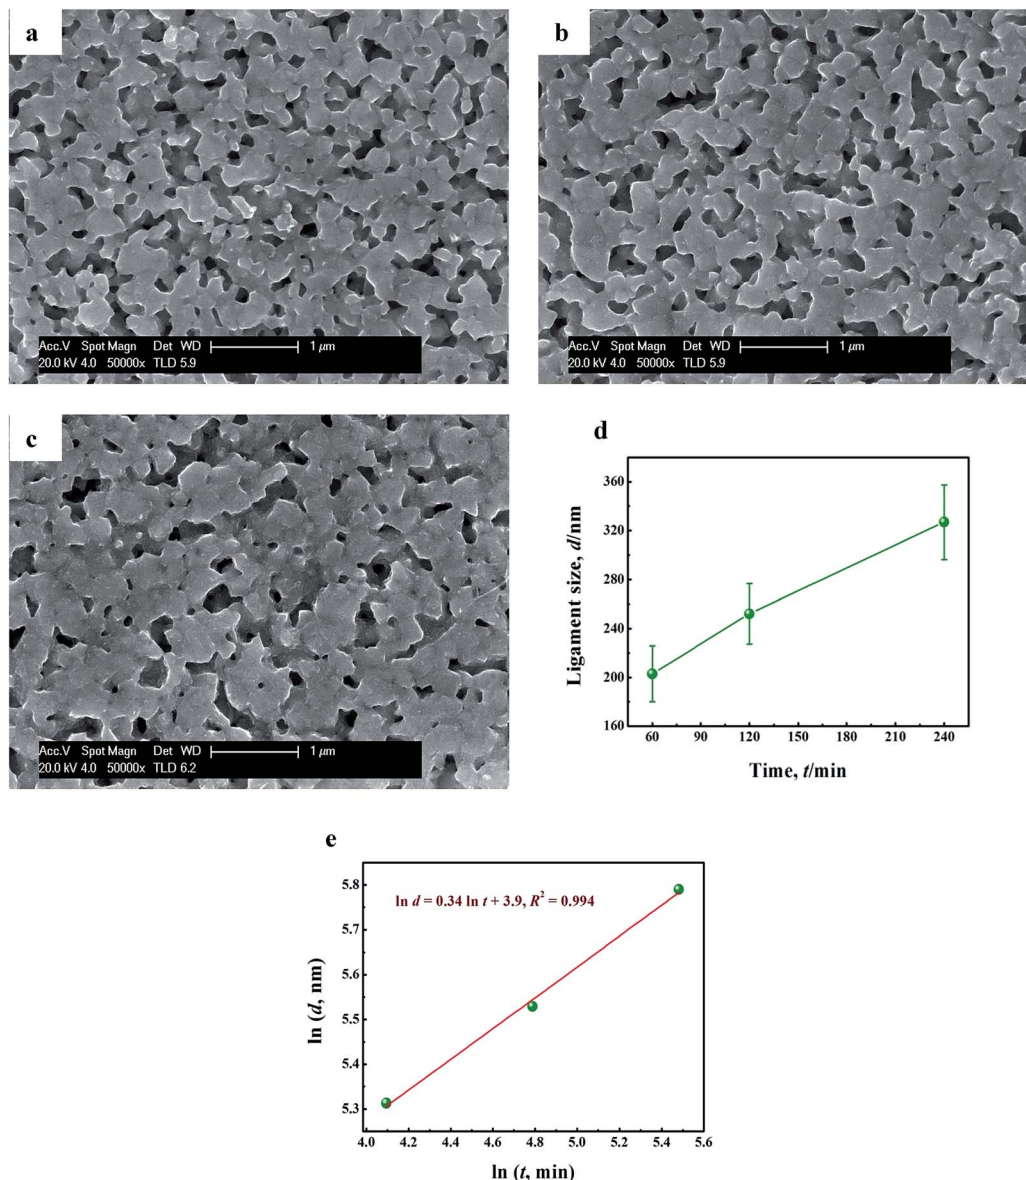 a
Acc.V Spot Magn Det WD 1 μm
20.0 kV 4.0 50000x TLD 5.9
b
Acc.V Spot Magn Det WD 1 μm
20.0 kV 4.0 50000x TLD 5.9
c
Acc.V Spot Magn Det WD 1 μm
20.0 kV 4.0 50000x TLD 6.2
d
360
320
280
240
200
160
Ligament size, d/nm
60 90 120 150 180 210 240
Time, t/min
e
ln d = 0.34 ln t + 3.9, R² = 0.994
5.8
5.7
5.6
5.5
5.4
5.3
ln (d, nm)
4.0 4.2 4.4 4.6 4.8 5.0 5.2 5.4 5.6
ln (t, min)